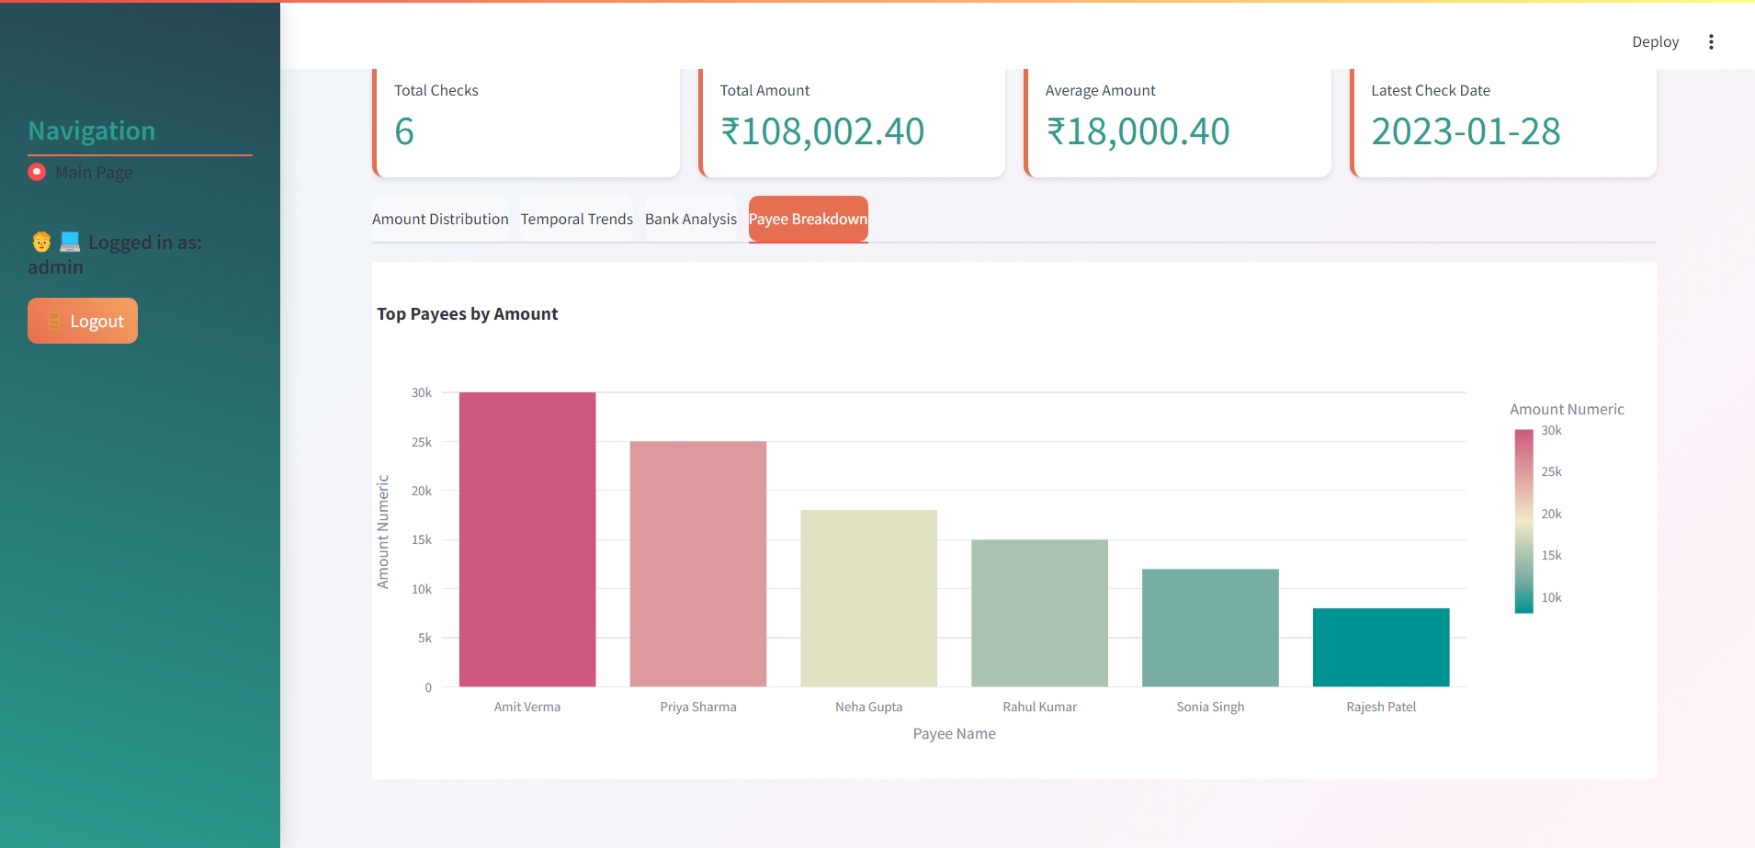 Deploy
Navigation
Main Page
Logged in as:
admin
Logout
Total Checks
6
Total Amount
₹108,002.40
Average Amount
₹18,000.40
Latest Check Date
2023-01-28
Amount Distribution
Temporal Trends
Bank Analysis
Payee Breakdown
Top Payees by Amount
Amount Numeric
30k
25k
20k
15k
10k
5k
0
Amit Verma
Priya Sharma
Neha Gupta
Rahul Kumar
Sonia Singh
Rajesh Patel
Payee Name
Amount Numeric
30k
25k
20k
15k
10k